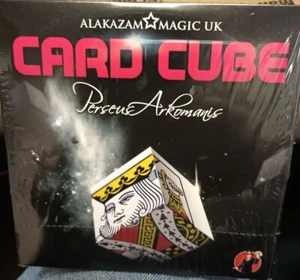 ALAKAZAM☆MAGIC UK
CARD CUBE
Perseus Arkomanis
K